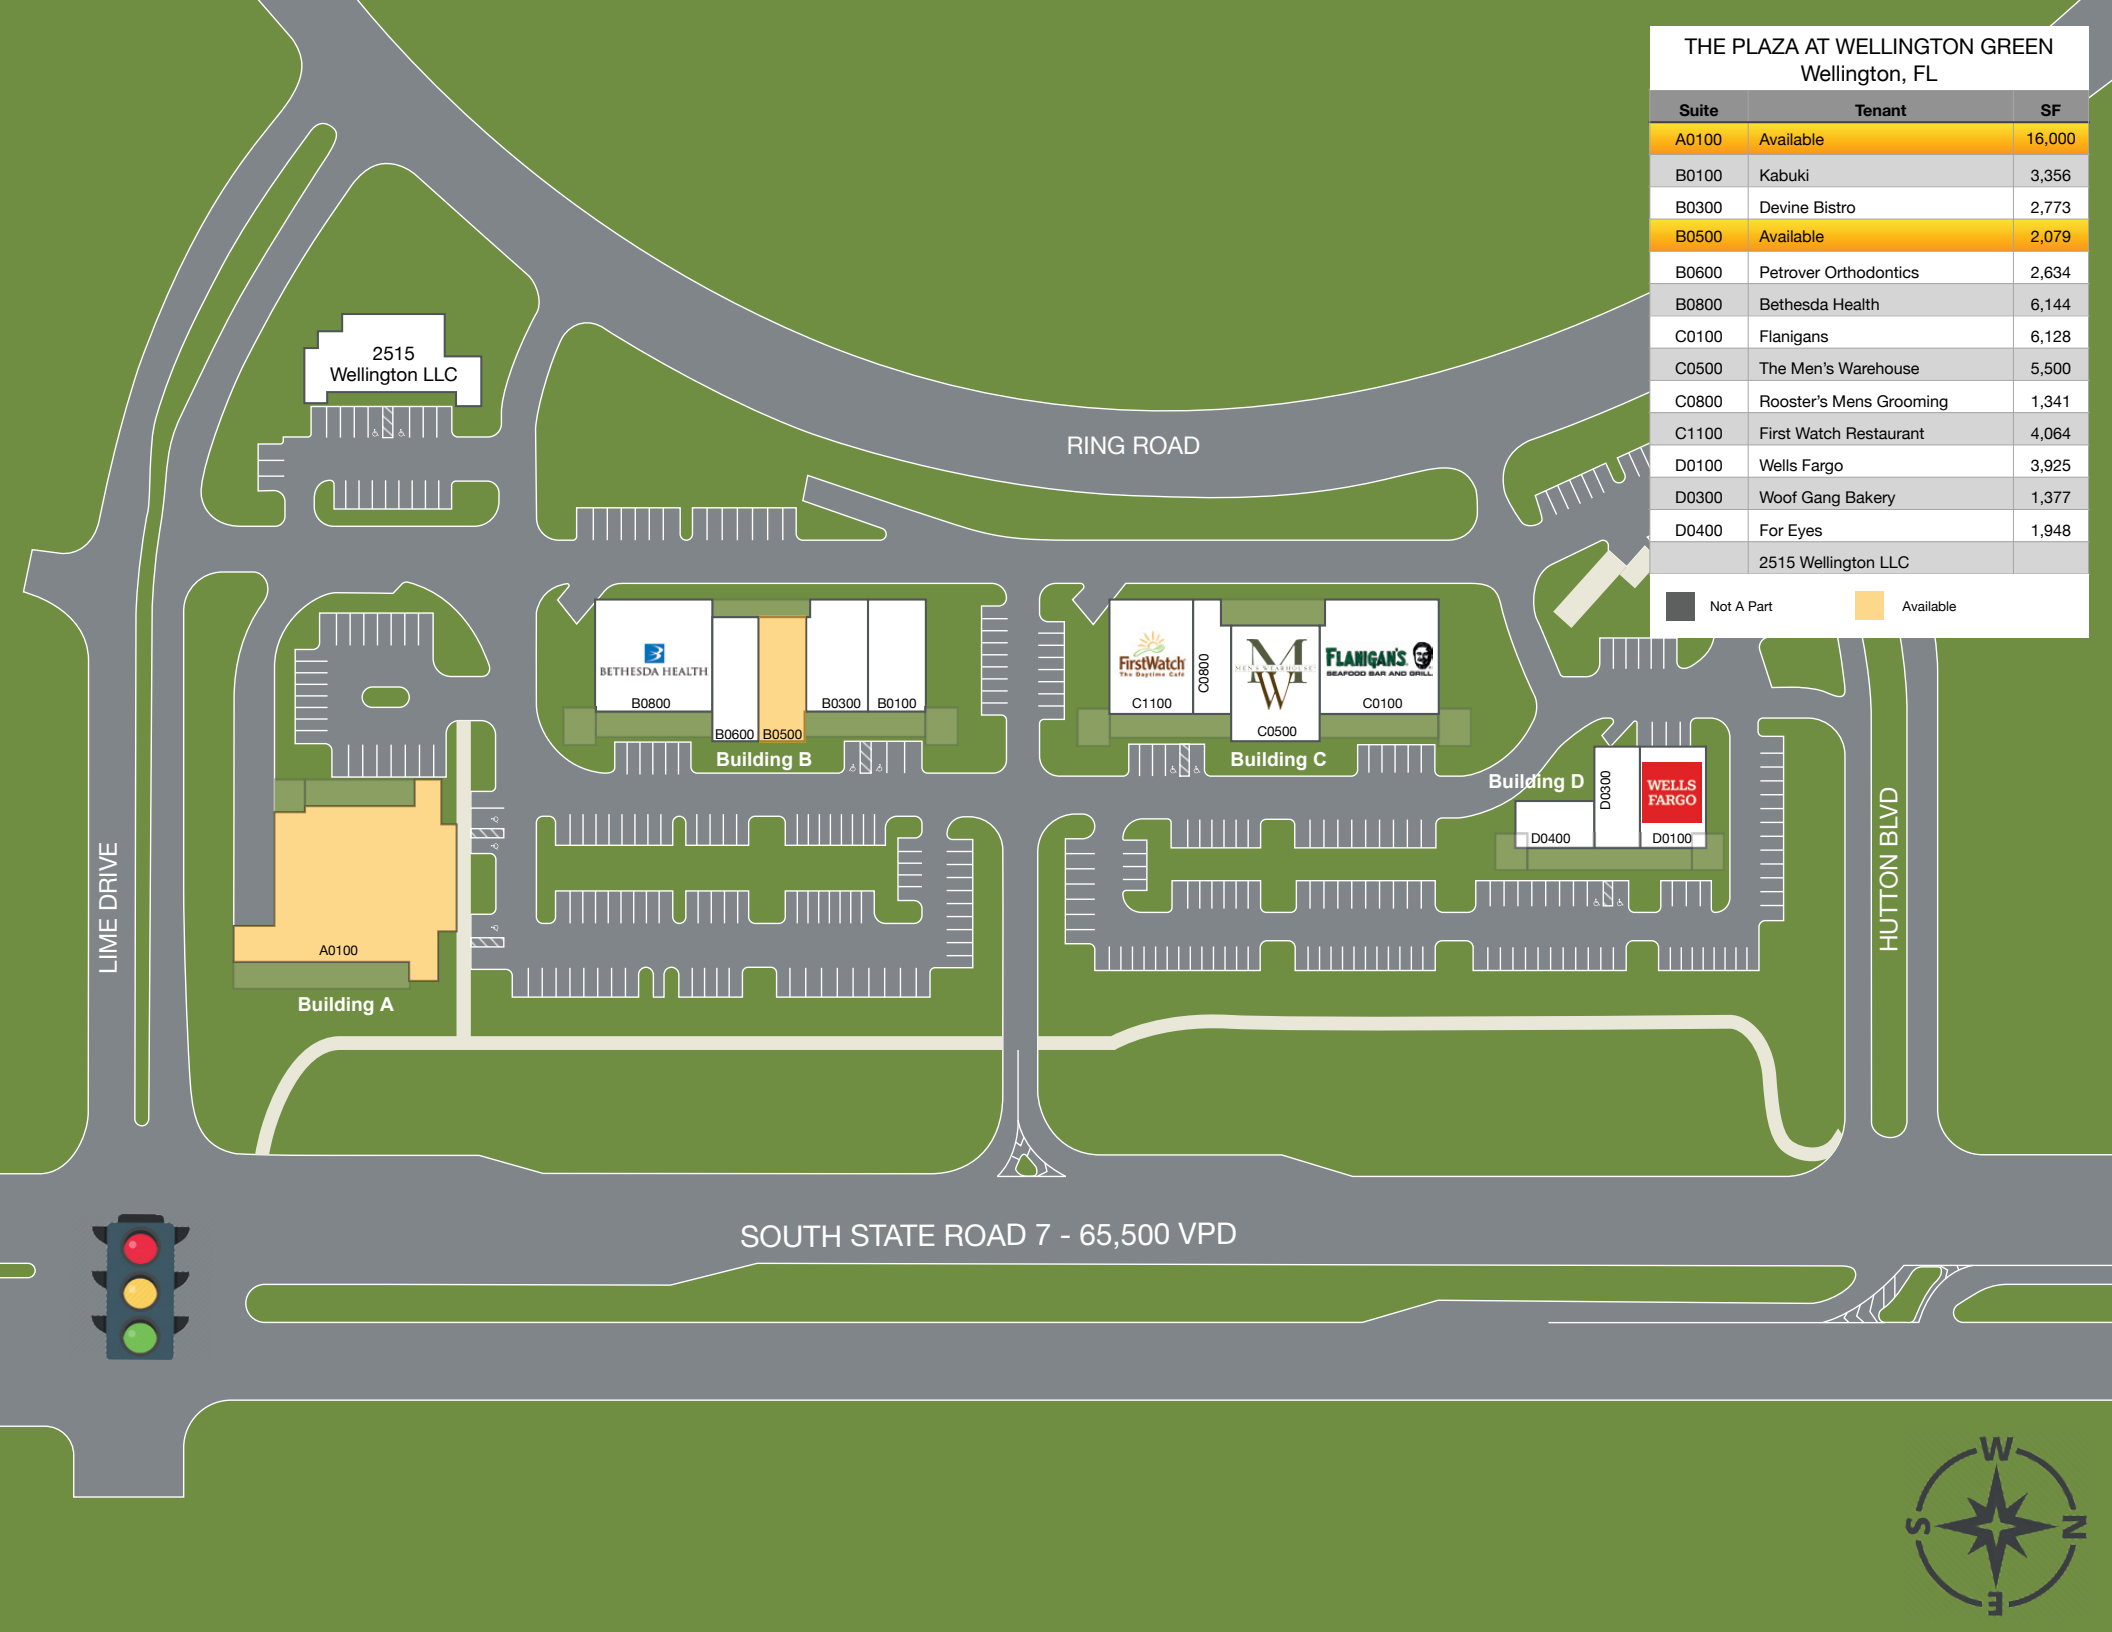 THE PLAZA AT WELLINGTON GREEN
Wellington, FL
Suite Tenant SF
A0100 Available 16,000
B0100 Kabuki 3,356
B0300 Devine Bistro 2,773
B0500 Available 2,079
B0600 Petrover Orthodontics 2,634
B0800 Bethesda Health 6,144
C0100 Flanigans 6,128
C0500 The Men's Warehouse 5,500
C0800 Rooster's Mens Grooming 1,341
C1100 First Watch Restaurant 4,064
D0100 Wells Fargo 3,925
D0300 Woof Gang Bakery 1,377
D0400 For Eyes 1,948
2515 Wellington LLC
Not A Part
Available
2515
Wellington LLC
RING ROAD
BETHESDA HEALTH
B0800
B0600
B0500
B0300
B0100
Building B
FirstWatch
The Daytime Café
C1100
C0800
M
MEN'S WEARHOUSE
W
C0500
FLANIGAN'S
SEAFOOD BAR AND GRILL
C0100
Building C
Building D
D0400
D0300
WELLS
FARGO
D0100
LIME DRIVE
A0100
Building A
HUTTON BLVD
SOUTH STATE ROAD 7 - 65,500 VPD
W
S
N
E